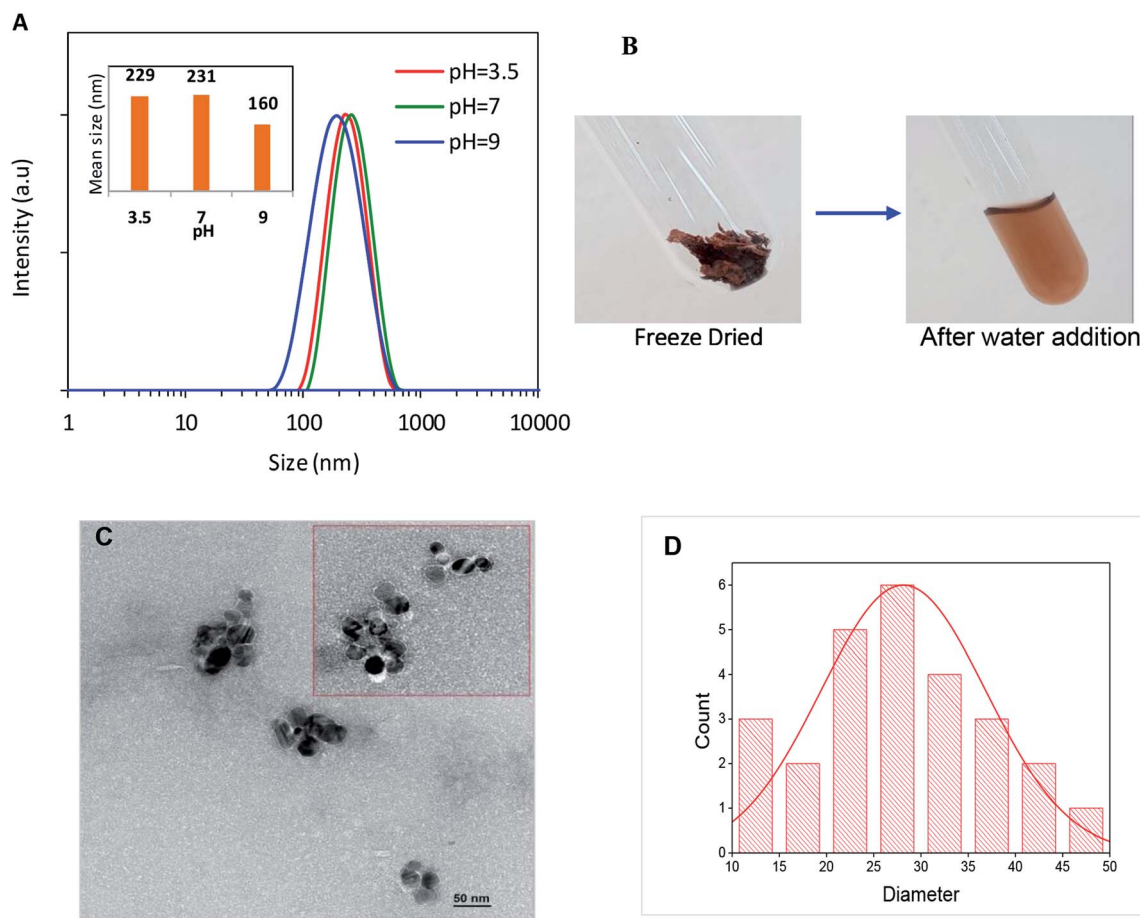 A
Intensity (a.u)
Mean size (nm)
229
231
160
3.5
7
9
pH
pH=3.5
pH=7
pH=9
1
10
100
1000
10000
Size (nm)
B
Freeze Dried
After water addition
C
50 nm
D
Count
6
5
4
3
2
1
0
10
15
20
25
30
35
40
45
50
Diameter